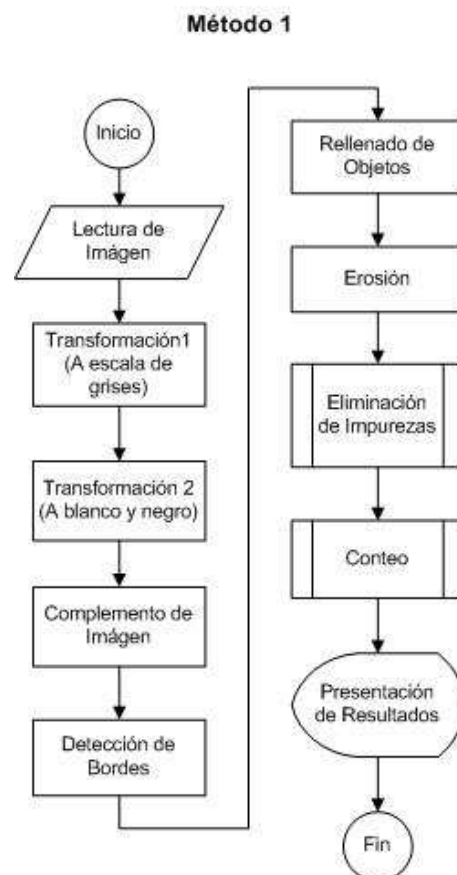 Método 1
Inicio
Lectura de
Imágen
Transformación1
(A escala de
grises)
Transformación 2
(A blanco y negro)
Complemento de
Imágen
Detección de
Bordes
Rellenado de
Objetos
Erosión
Eliminación
de Impurezas
Conteo
Presentación
de Resultados
Fin